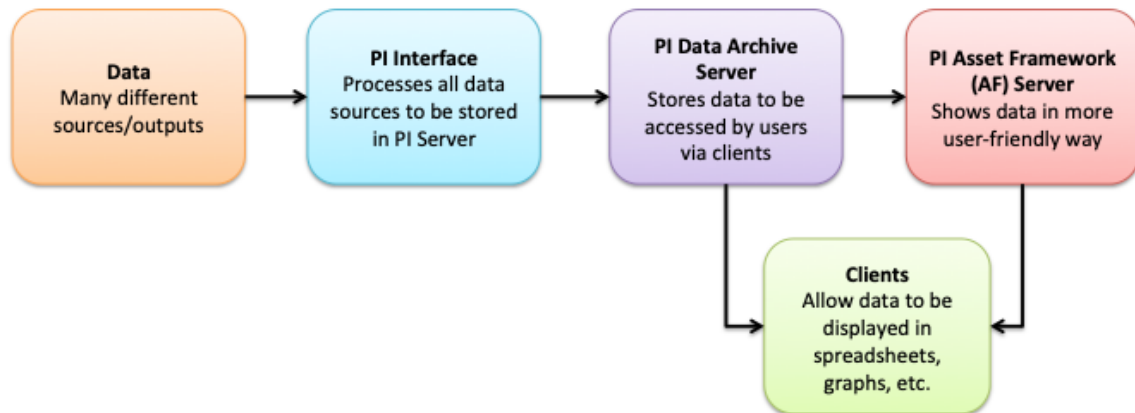 Data
Many different
sources/outputs
PI Interface
Processes all data
sources to be stored
in PI Server
PI Data Archive
Server
Stores data to be
accessed by users
via clients
PI Asset Framework
(AF) Server
Shows data in more
user-friendly way
Clients
Allow data to be
displayed in
spreadsheets,
graphs, etc.